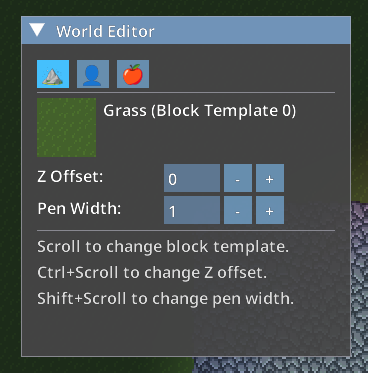 World Editor
Grass (Block Template 0)
Z Offset: 0 - +
Pen Width: 1 - +
Scroll to change block template.
Ctrl+Scroll to change Z offset.
Shift+Scroll to change pen width.